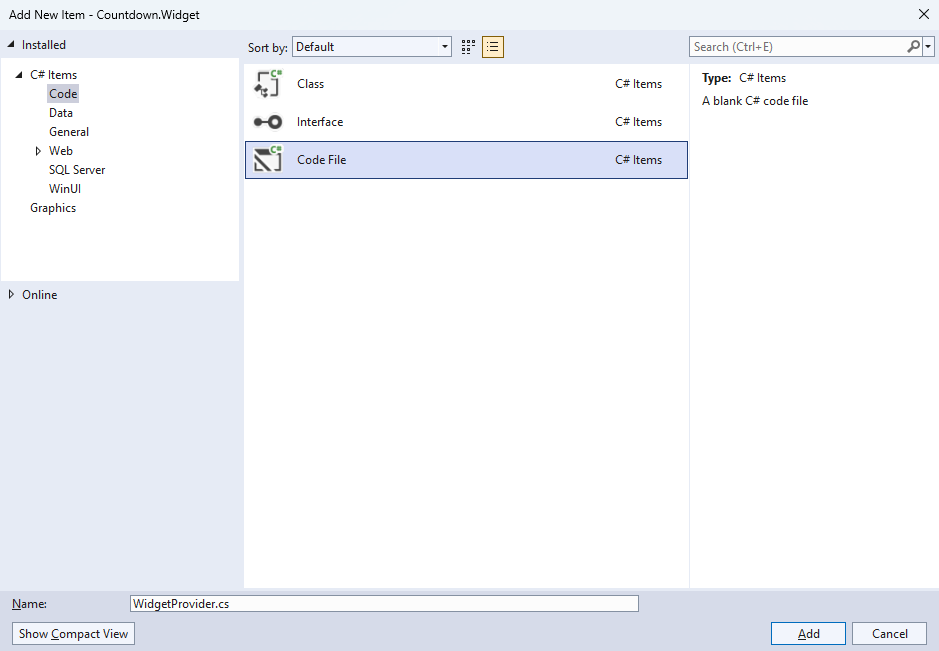 Add New Item - Countdown.Widget
Installed
C# Items
Code
Data
General
Web
SQL Server
WinUI
Graphics
Online
Sort by: Default
Class C# Items
Interface C# Items
Code File C# Items
Search (Ctrl+E)
Type: C# Items
A blank C# code file
Name: WidgetProvider.cs
Show Compact View
Add
Cancel